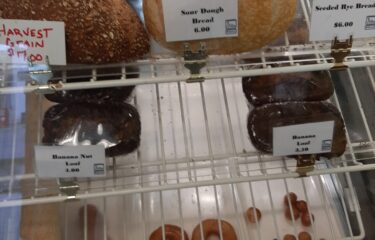 HARVEST
GRAIN
Sour Dough
Bread
6.00
Seeded Rye Bread
$6.00
Banana Nut
Loaf
Banana
Loaf